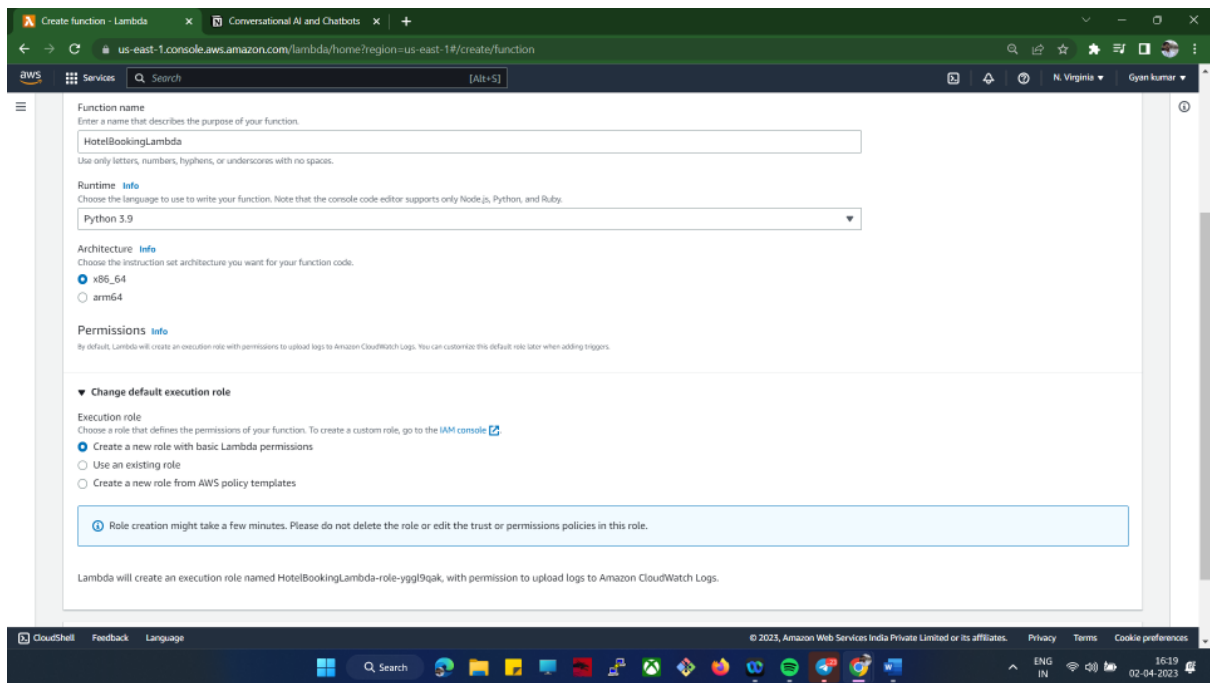 Create function - Lambda
Conversational AI and Chatbots
us-east-1.console.aws.amazon.com/lambda/home?region=us-east-1#/create/function
aws
Services
Search
[Alt+S]
N. Virginia
Gyan kumar
Function name
Enter a name that describes the purpose of your function.
HotelBookingLambda
Use only letters, numbers, hyphens, or underscores with no spaces.
Runtime Info
Choose the language to use to write your function. Note that the console code editor supports only Node.js, Python, and Ruby.
Python 3.9
Architecture Info
Choose the instruction set architecture you want for your function code.
x86_64
arm64
Permissions Info
By default, Lambda will create an execution role with permissions to upload logs to Amazon CloudWatch Logs. You can customize this default role later when adding triggers.
Change default execution role
Execution role
Choose a role that defines the permissions of your function. To create a custom role, go to the IAM console.
Create a new role with basic Lambda permissions
Use an existing role
Create a new role from AWS policy templates
Role creation might take a few minutes. Please do not delete the role or edit the trust or permissions policies in this role.
Lambda will create an execution role named HotelBookingLambda-role-yggl9qak, with permission to upload logs to Amazon CloudWatch Logs.
CloudShell
Feedback
Language
© 2023, Amazon Web Services India Private Limited or its affiliates.
Privacy
Terms
Cookie preferences
Search
ENG
IN
16:19
02-04-2023